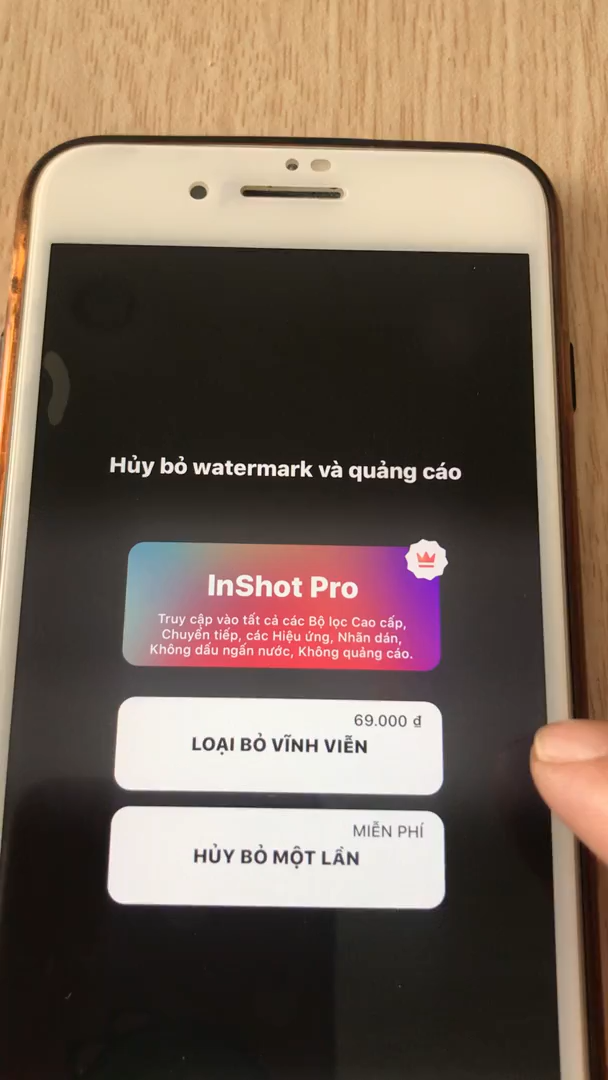 Hủy bỏ watermark và quảng cáo
InShot Pro
Truy cập vào tất cả các Bộ lọc Cao cấp,
Chuyển tiếp, các Hiệu ứng, Nhãn dán,
Không dấu ngấn nước, Không quảng cáo.
69.000 đ
LOẠI BỎ VĨNH VIỄN
MIỄN PHÍ
HỦY BỎ MỘT LẦN